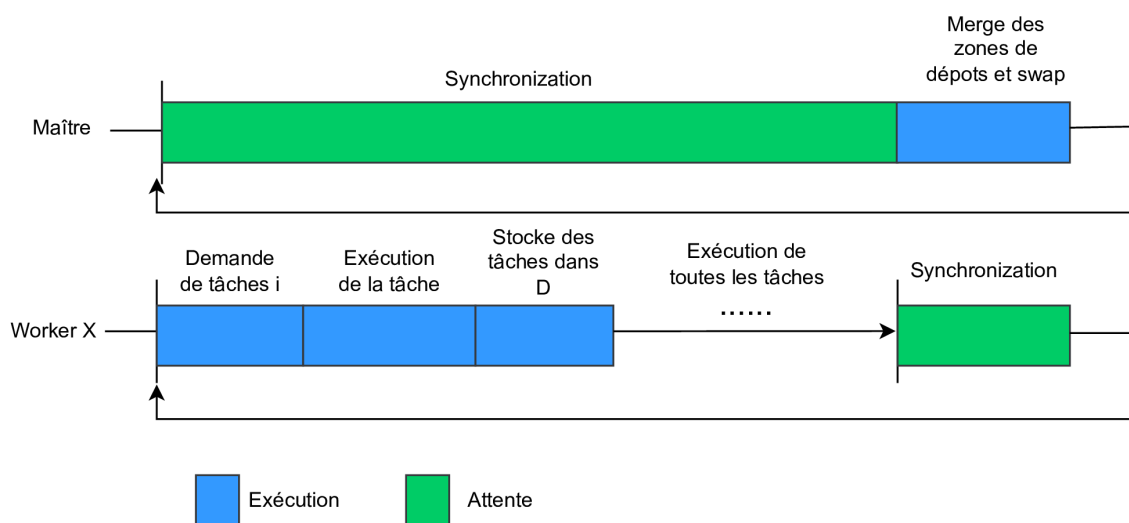 Merge des
zones de
dépots et swap
Synchronization
Maître
Demande
de tâches i
Exécution
de la tâche
Stocke des
tâches dans
D
Exécution de
toutes les tâches
......
Synchronization
Worker X
Exécution
Attente